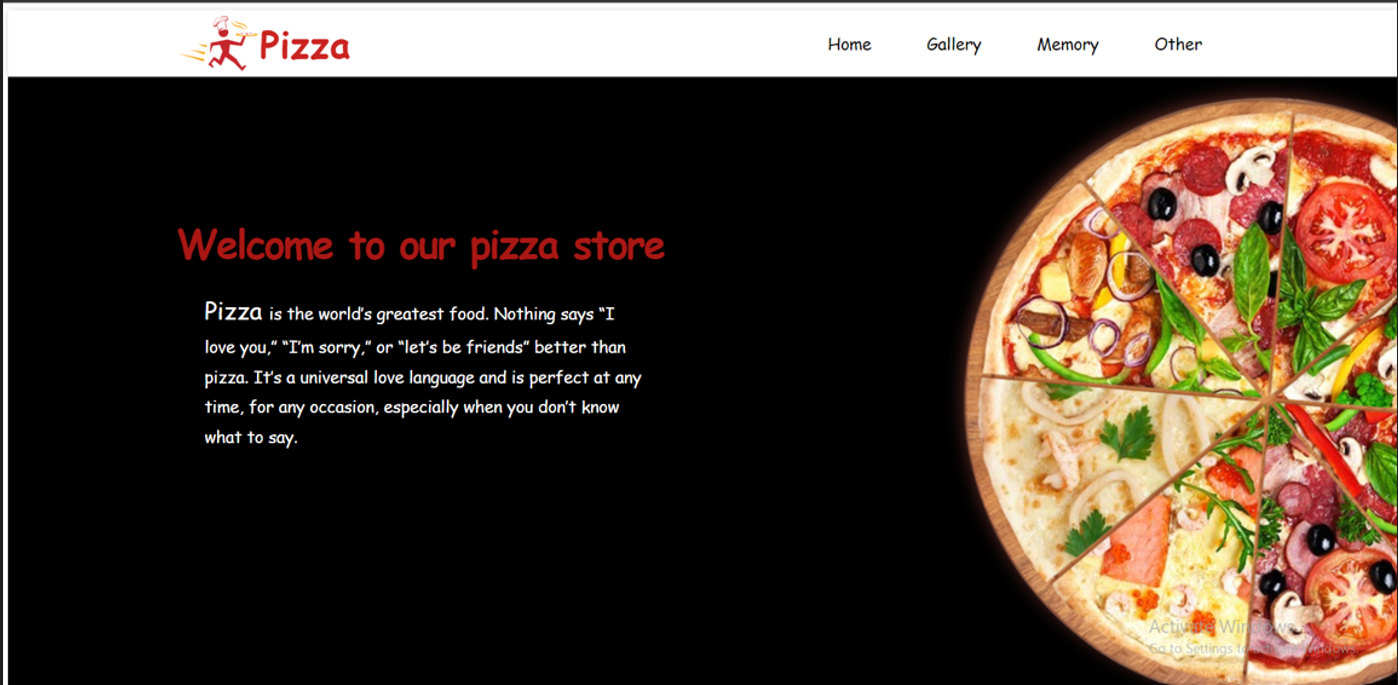 Pizza
Home Gallery Memory Other
Welcome to our pizza store
Pizza is the world's greatest food. Nothing says “I
love you,” “I'm sorry,” or “let's be friends” better than
pizza. It's a universal love language and is perfect at any
time, for any occasion, especially when you don't know
what to say.
Activate Windows
Go to Settings to activate Windows.